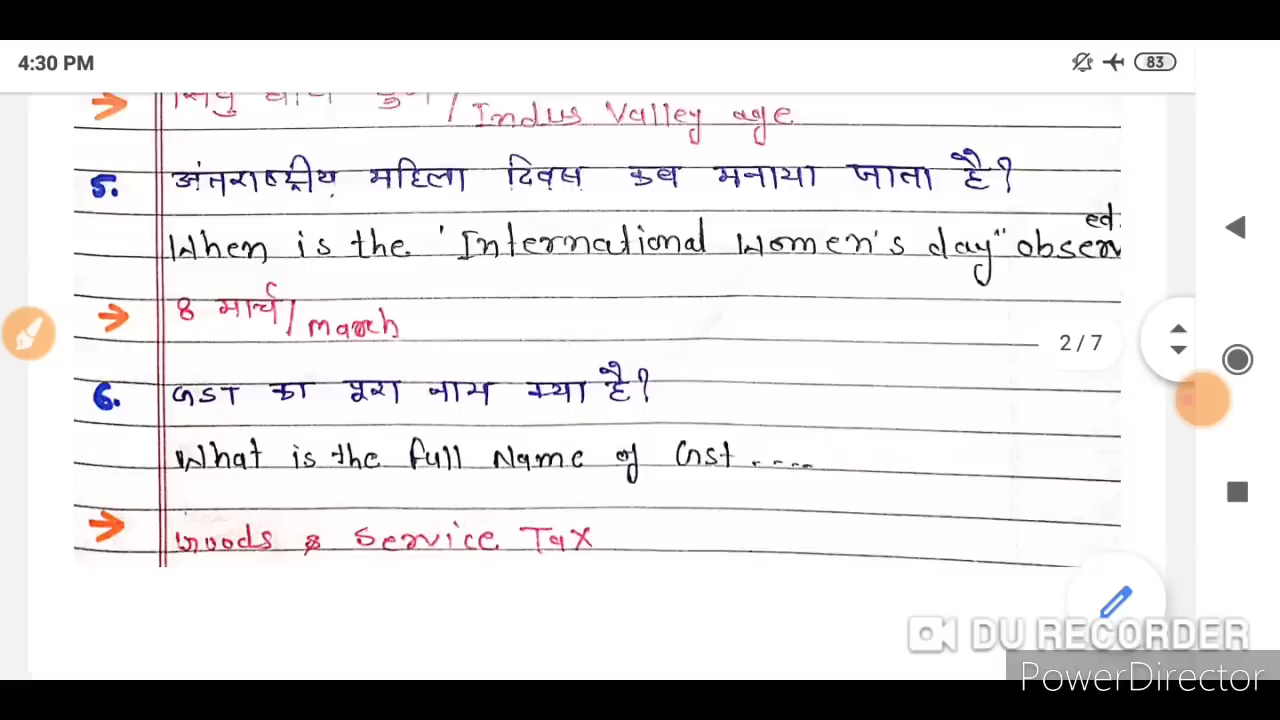 4:30 PM
83
/ Indus Valley age
5. अंतराष्ट्रीय महिला दिवस कब मनाया जाता है?
ed.
When is the 'International Women's day" observ
8 मार्च / march
2 / 7
6. GST का पूरा नाम क्या है?
What is the full Name of Gst .....
Goods & Service Tax
DU RECORDER
PowerDirector